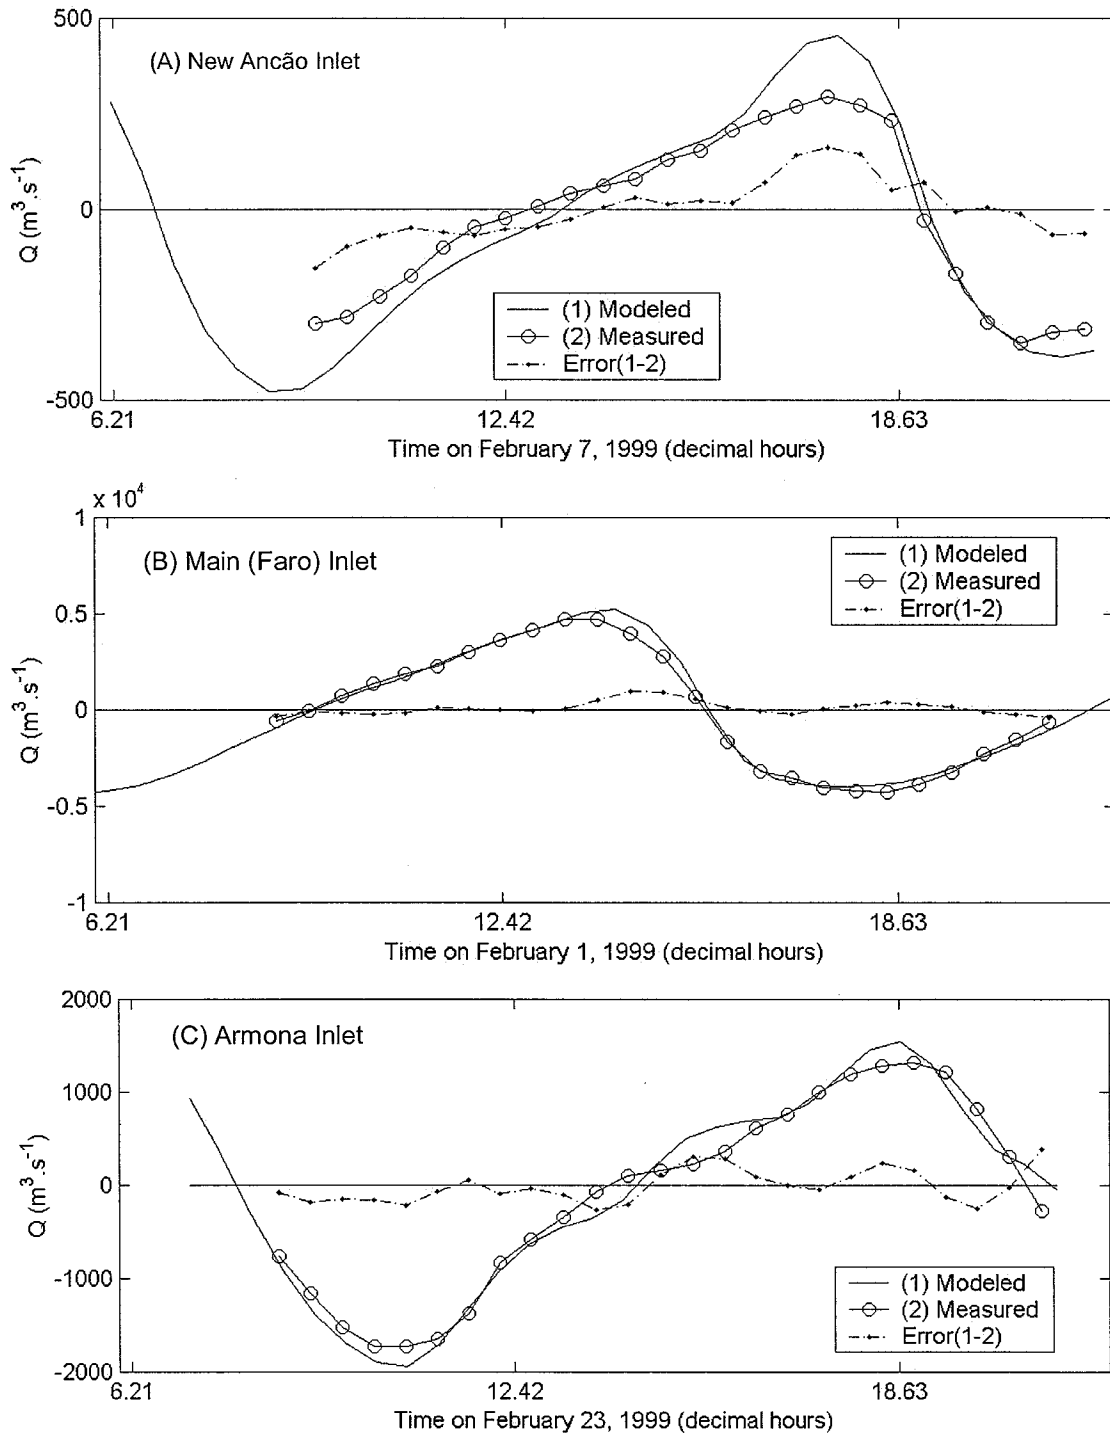 500
(A) New Ancão Inlet
Q (m³.s⁻¹)
0
(1) Modeled
(2) Measured
Error(1-2)
-500
6.21 12.42 18.63
Time on February 7, 1999 (decimal hours)
x 10⁴
1
(B) Main (Faro) Inlet
(1) Modeled
(2) Measured
Error(1-2)
0.5
Q (m³.s⁻¹)
0
-0.5
-1
6.21 12.42 18.63
Time on February 1, 1999 (decimal hours)
2000
(C) Armona Inlet
1000
Q (m³.s⁻¹)
0
-1000
(1) Modeled
(2) Measured
Error(1-2)
-2000
6.21 12.42 18.63
Time on February 23, 1999 (decimal hours)